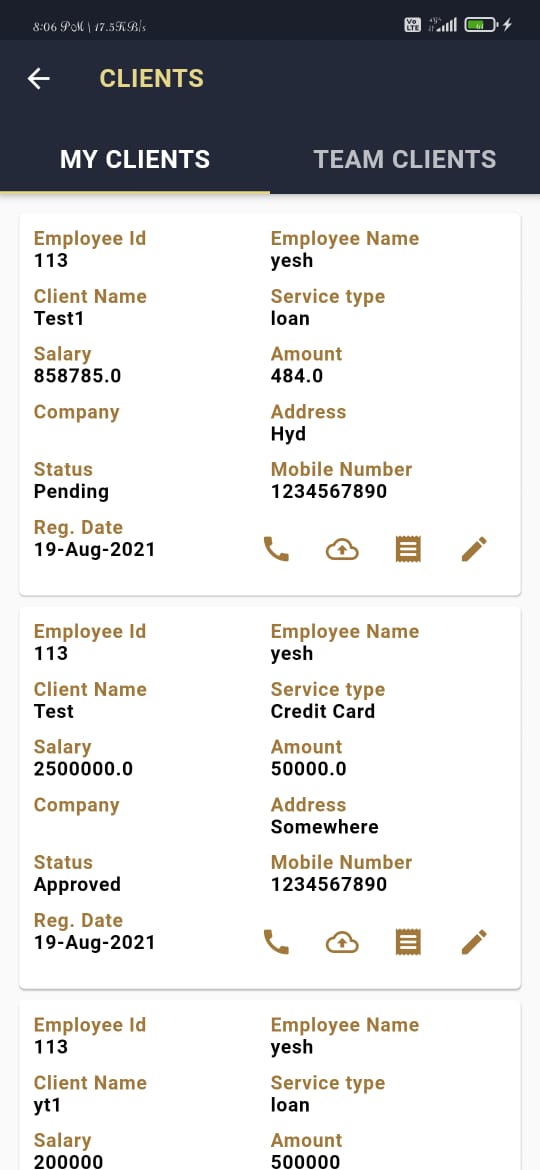 8:06 PM | 17.5KB/s
Vo LTE 4G 61
CLIENTS
MY CLIENTS TEAM CLIENTS
Employee Id Employee Name
113 yesh
Client Name Service type
Test1 loan
Salary Amount
858785.0 484.0
Company Address
Hyd
Status Mobile Number
Pending 1234567890
Reg. Date
19-Aug-2021
Employee Id Employee Name
113 yesh
Client Name Service type
Test Credit Card
Salary Amount
2500000.0 50000.0
Company Address
Somewhere
Status Mobile Number
Approved 1234567890
Reg. Date
19-Aug-2021
Employee Id Employee Name
113 yesh
Client Name Service type
yt1 loan
Salary Amount
200000 500000